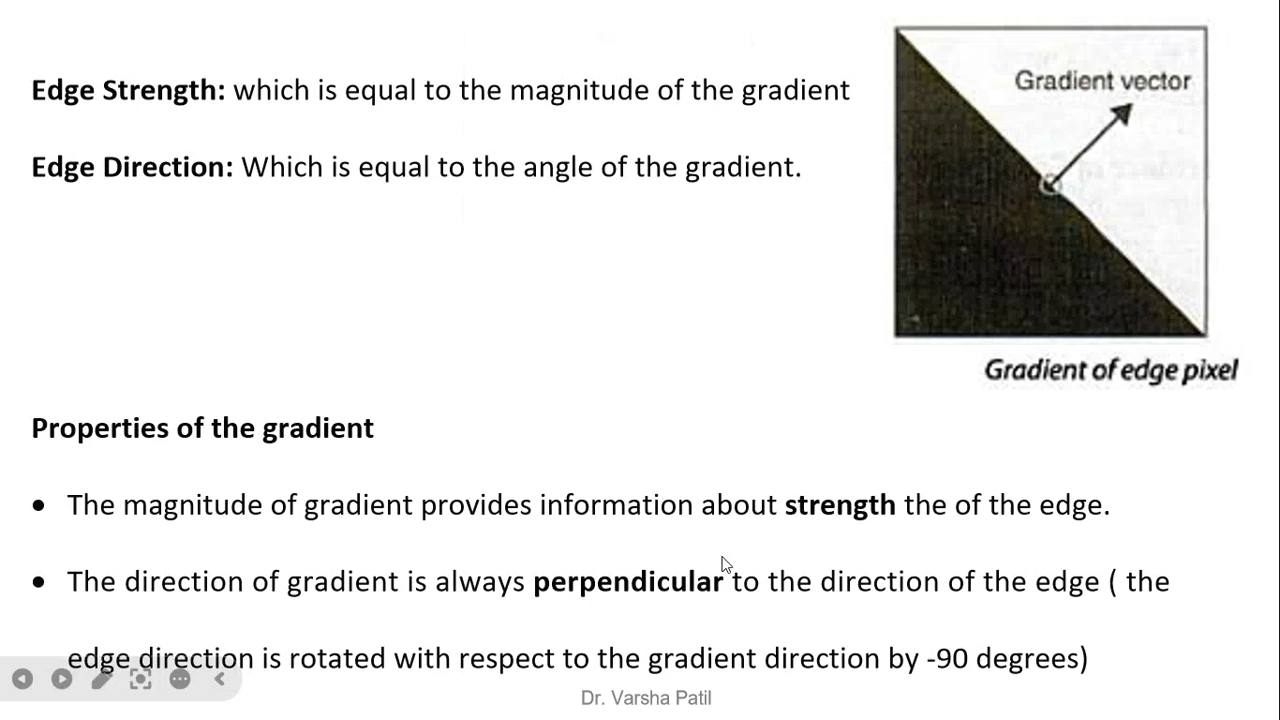 Edge Strength: which is equal to the magnitude of the gradient
Edge Direction: Which is equal to the angle of the gradient.
Gradient vector
Gradient of edge pixel
Properties of the gradient
• The magnitude of gradient provides information about strength the of the edge.
• The direction of gradient is always perpendicular to the direction of the edge ( the
edge direction is rotated with respect to the gradient direction by -90 degrees)
Dr. Varsha Patil